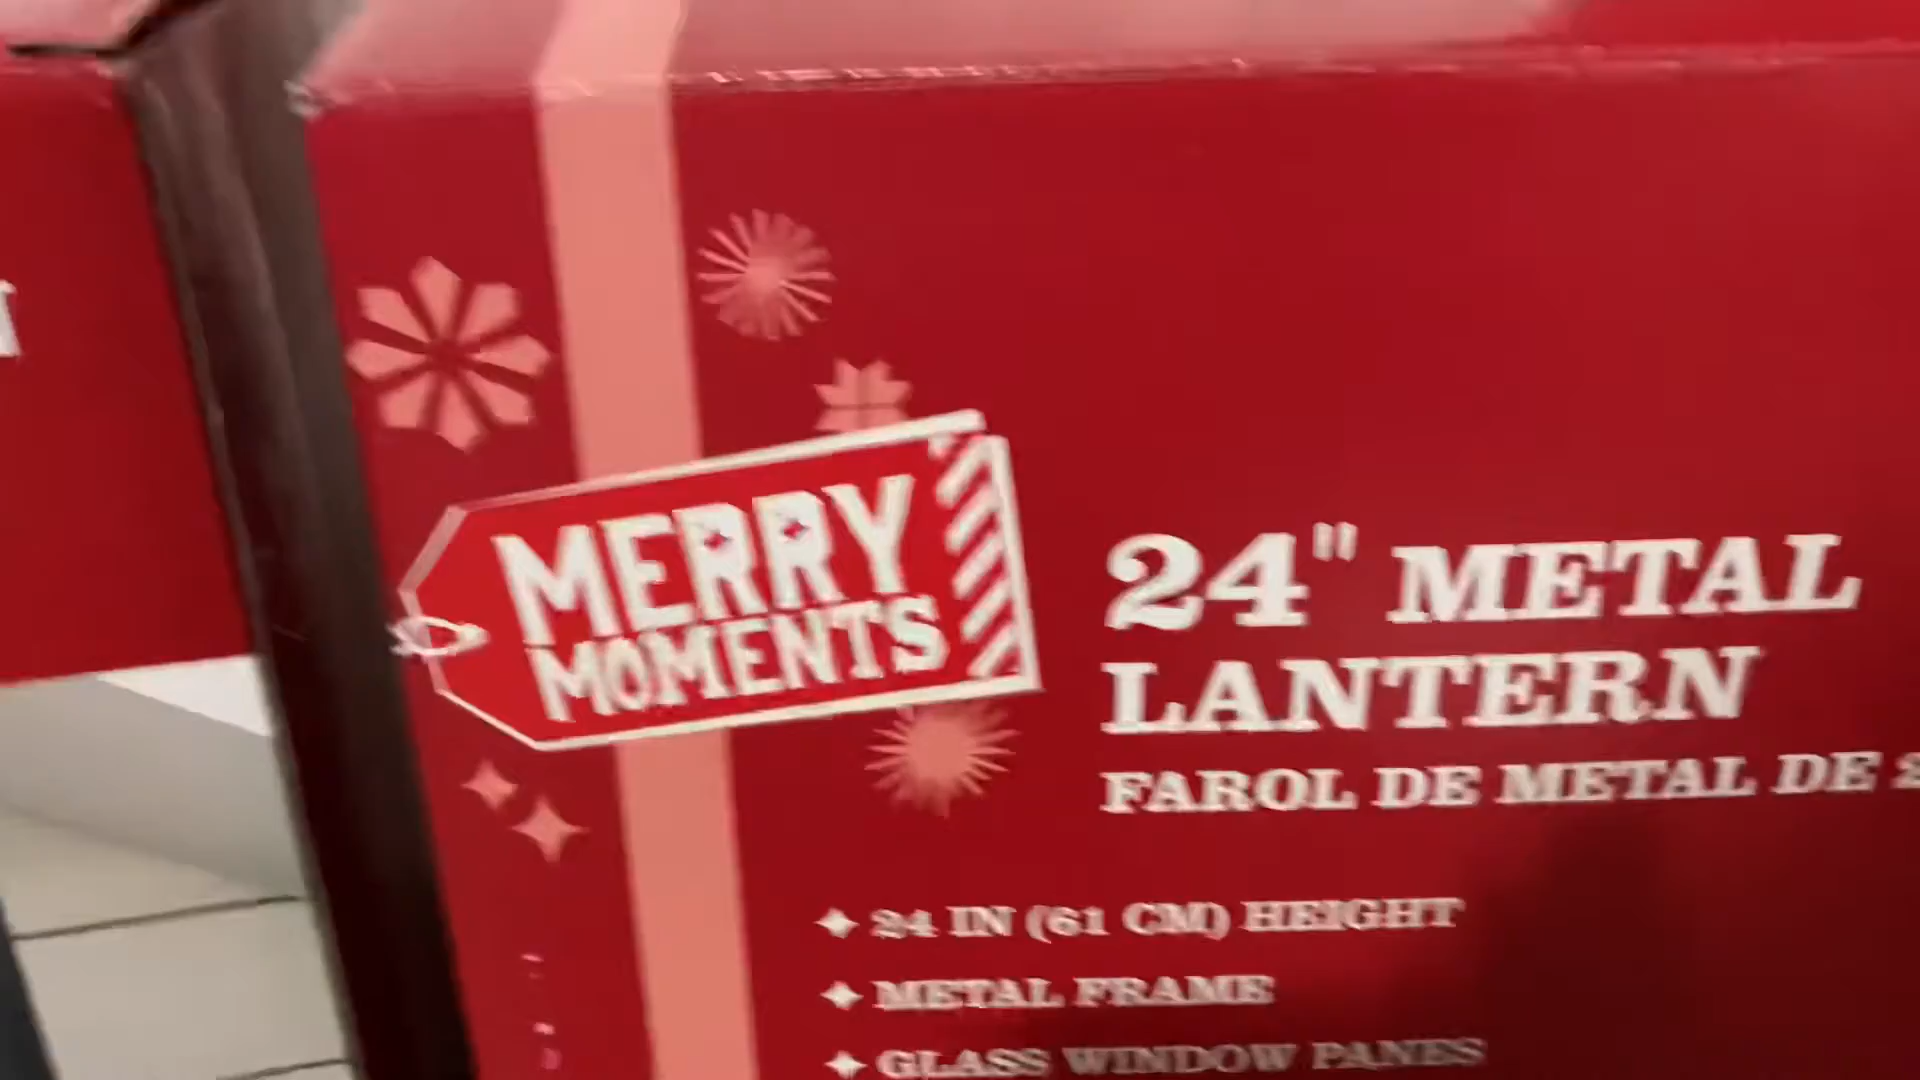 MERRY
MOMENTS
24" METAL
LANTERN
FAROL DE METAL DE
✦ 24 IN (61 CM) HEIGHT
✦ METAL FRAME
✦ GLASS WINDOW PANES